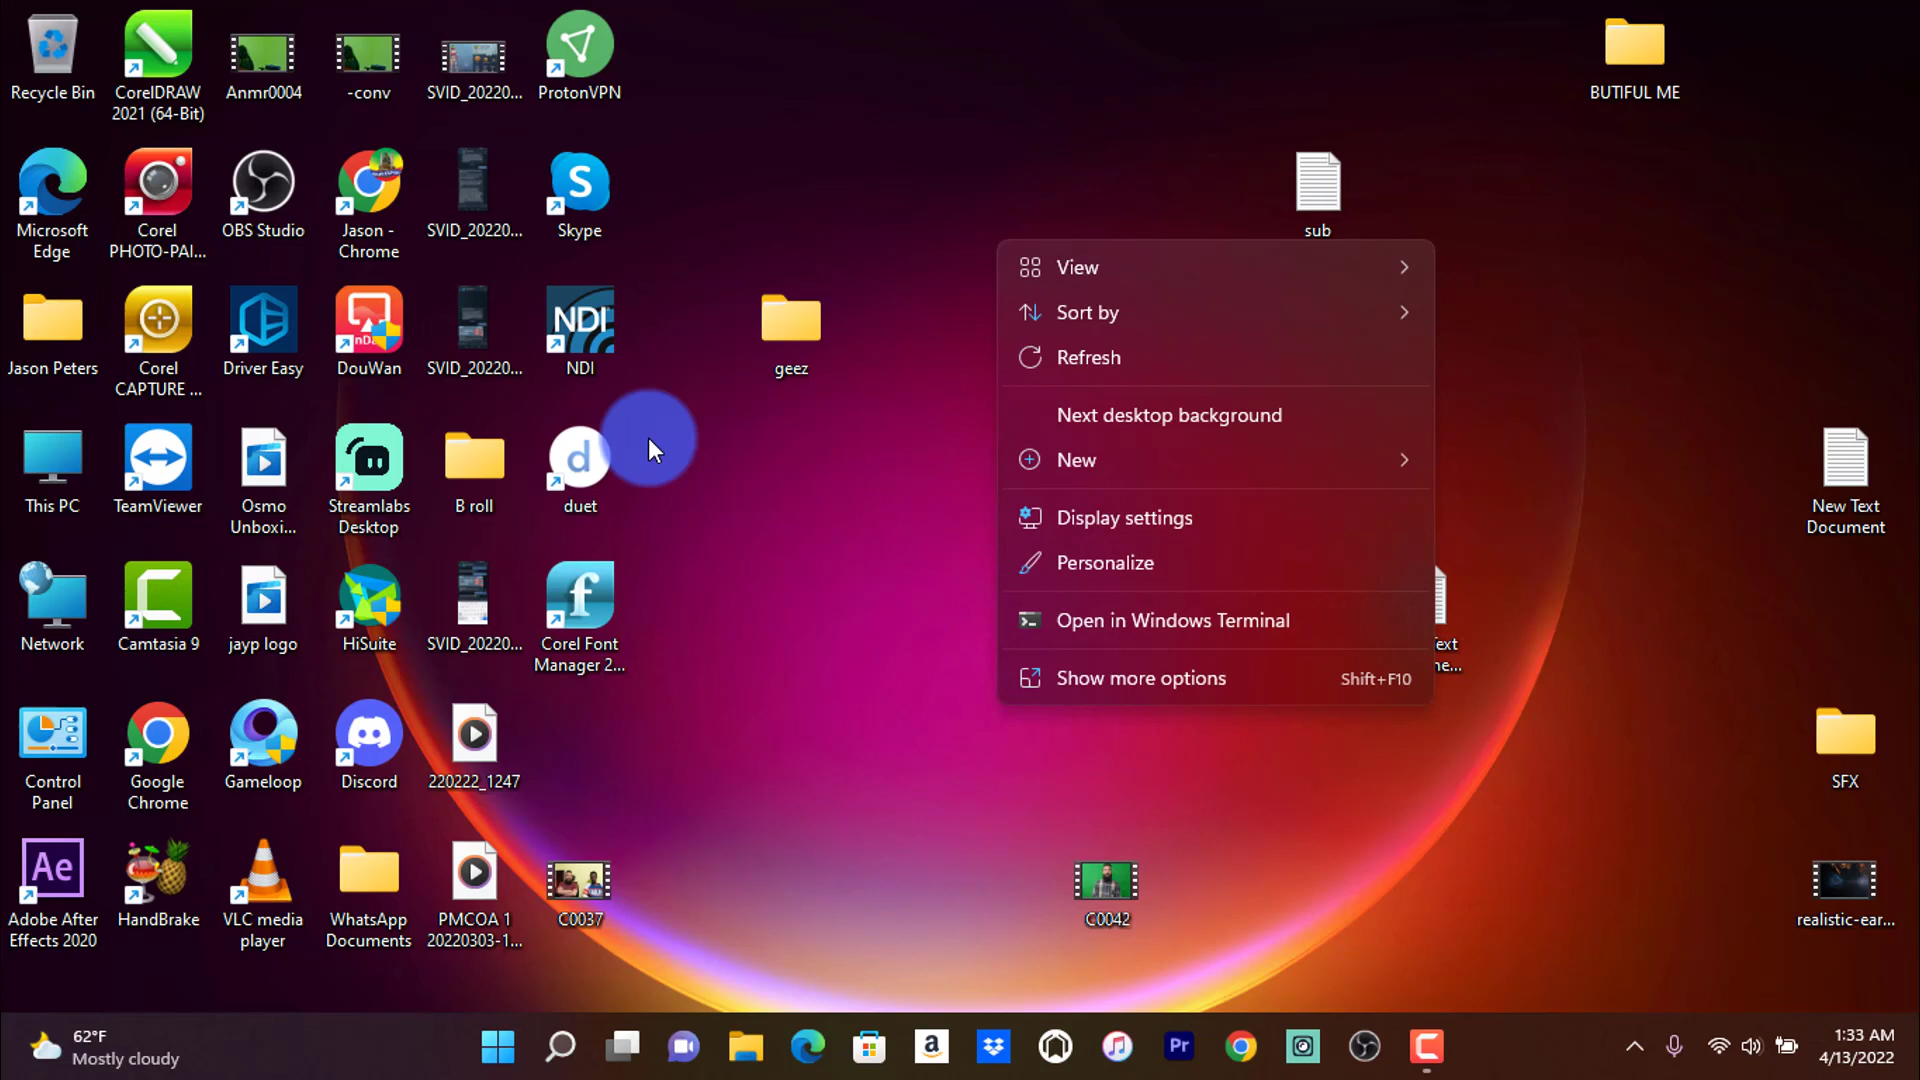 Recycle Bin
CorelDRAW
2021 (64-Bit)
Anmr0004
-conv
SVID_20220...
ProtonVPN
BUTIFUL ME
Microsoft
Edge
Corel
PHOTO-PAI...
OBS Studio
Jason -
Chrome
SVID_20220...
S
Skype
sub
Jason Peters
Corel
CAPTURE ...
Driver Easy
DouWan
SVID_20220...
NDI
NDI
geez
View
Sort by
Refresh
Next desktop background
New
Display settings
Personalize
Open in Windows Terminal
Show more options
Shift+F10
This PC
TeamViewer
Osmo
Unboxi...
Streamlabs
Desktop
B roll
d
duet
New Text
Document
Network
Camtasia 9
jayp logo
HiSuite
SVID_20220...
f
Corel Font
Manager 2...
Control
Panel
Google
Chrome
Gameloop
Discord
220222_1247
SFX
Ae
Adobe After
Effects 2020
HandBrake
VLC media
player
WhatsApp
Documents
PMCOA 1
20220303-1...
C0037
C0042
realistic-ear...
62°F
Mostly cloudy
a
Pr
1:33 AM
4/13/2022